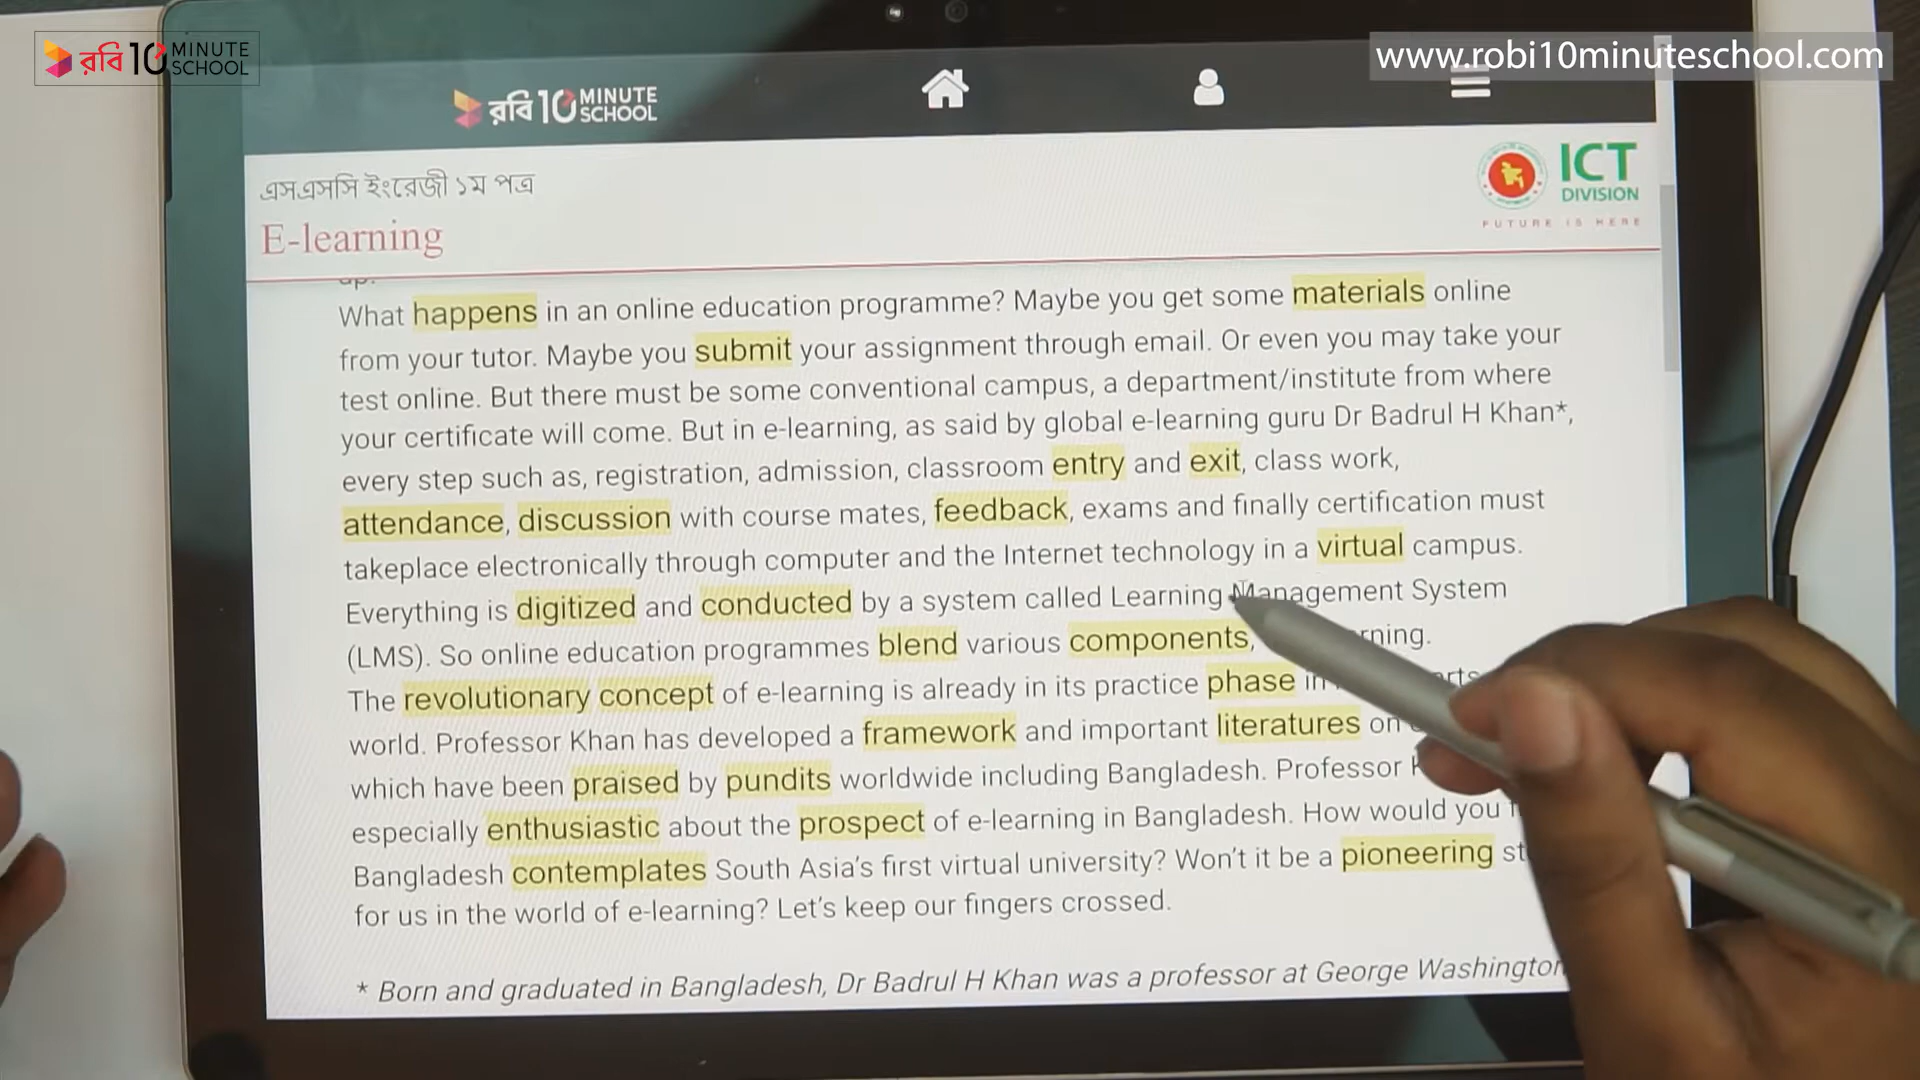 রবি 10 MINUTE SCHOOL
www.robi10minuteschool.com
রবি 10 MINUTE SCHOOL
এসএসসি ইংরেজী ১ম পত্র
E-learning
ICT
DIVISION
FUTURE IS HERE
up.
What happens in an online education programme? Maybe you get some materials online
from your tutor. Maybe you submit your assignment through email. Or even you may take your
test online. But there must be some conventional campus, a department/institute from where
your certificate will come. But in e-learning, as said by global e-learning guru Dr Badrul H Khan*,
every step such as, registration, admission, classroom entry and exit, class work,
attendance, discussion with course mates, feedback, exams and finally certification must
takeplace electronically through computer and the Internet technology in a virtual campus.
Everything is digitized and conducted by a system called Learning Management System
(LMS). So online education programmes blend various components,
The revolutionary concept of e-learning is already in its practice phase
world. Professor Khan has developed a framework and important literatures on
which have been praised by pundits worldwide including Bangladesh. Professor
especially enthusiastic about the prospect of e-learning in Bangladesh. How would you
Bangladesh contemplates South Asia's first virtual university? Won't it be a pioneering
for us in the world of e-learning? Let's keep our fingers crossed.
* Born and graduated in Bangladesh, Dr Badrul H Khan was a professor at George Washington